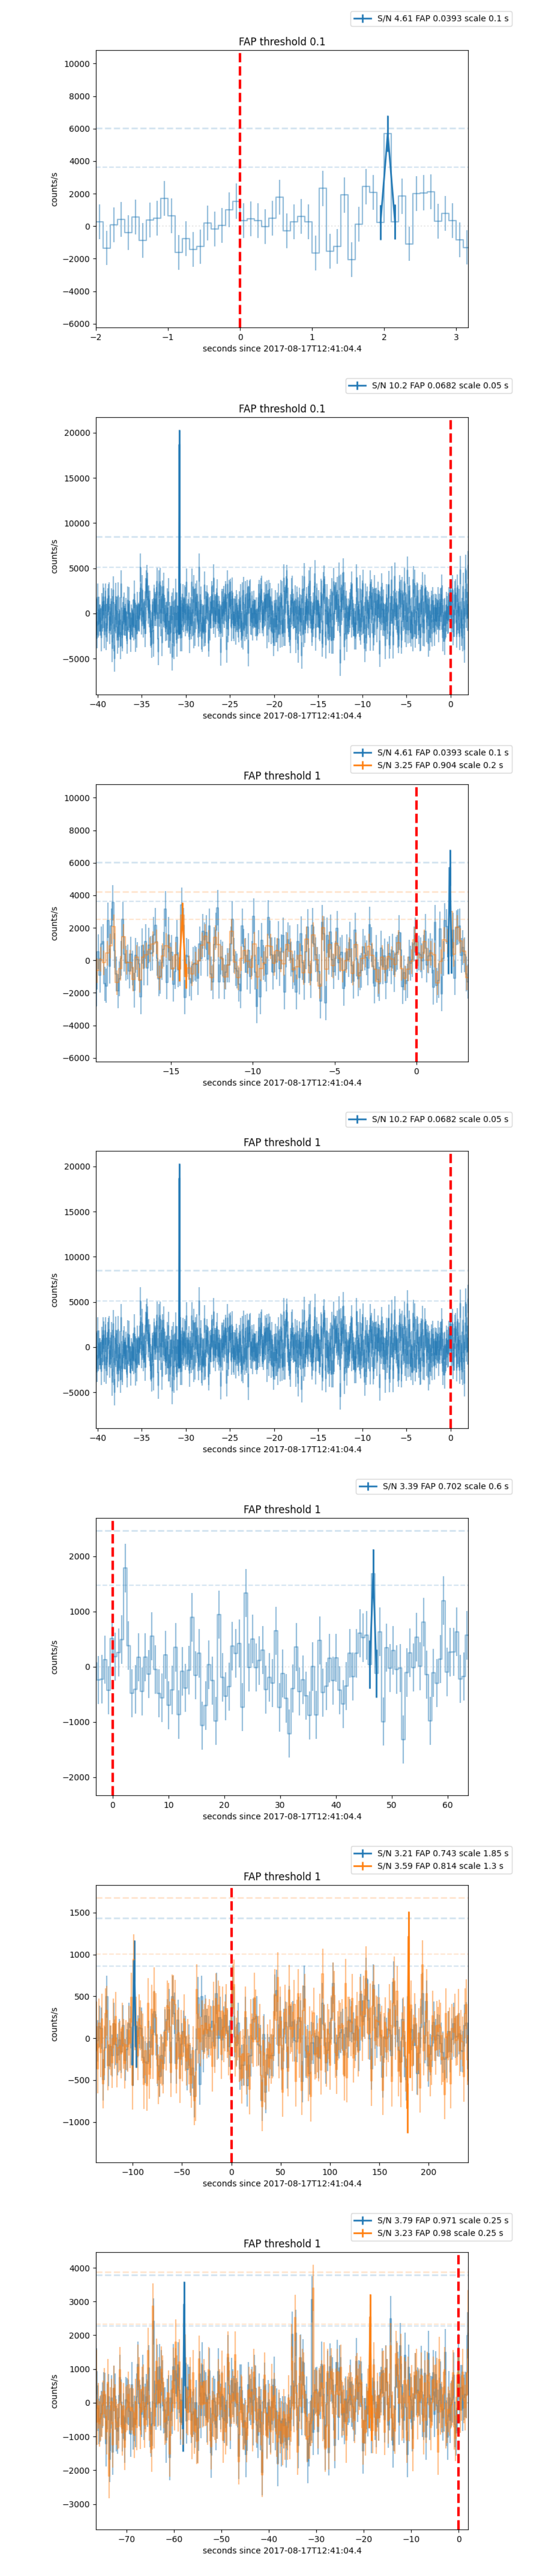 S/N 4.61 FAP 0.0393 scale 0.1 s
FAP threshold 0.1
10000
8000
6000
4000
2000
0
−2000
−4000
−6000
counts/s
−2 −1 0 1 2 3
seconds since 2017-08-17T12:41:04.4
S/N 10.2 FAP 0.0682 scale 0.05 s
FAP threshold 0.1
20000
15000
10000
5000
0
−5000
counts/s
−40 −35 −30 −25 −20 −15 −10 −5 0
seconds since 2017-08-17T12:41:04.4
S/N 4.61 FAP 0.0393 scale 0.1 s
S/N 3.25 FAP 0.904 scale 0.2 s
FAP threshold 1
10000
8000
6000
4000
2000
0
−2000
−4000
−6000
counts/s
−15 −10 −5 0
seconds since 2017-08-17T12:41:04.4
S/N 10.2 FAP 0.0682 scale 0.05 s
FAP threshold 1
20000
15000
10000
5000
0
−5000
counts/s
−40 −35 −30 −25 −20 −15 −10 −5 0
seconds since 2017-08-17T12:41:04.4
S/N 3.39 FAP 0.702 scale 0.6 s
FAP threshold 1
2000
1000
0
−1000
−2000
counts/s
0 10 20 30 40 50 60
seconds since 2017-08-17T12:41:04.4
S/N 3.21 FAP 0.743 scale 1.85 s
S/N 3.59 FAP 0.814 scale 1.3 s
FAP threshold 1
1500
1000
500
0
−500
−1000
counts/s
−100 −50 0 50 100 150 200
seconds since 2017-08-17T12:41:04.4
S/N 3.79 FAP 0.971 scale 0.25 s
S/N 3.23 FAP 0.98 scale 0.25 s
FAP threshold 1
4000
3000
2000
1000
0
−1000
−2000
−3000
counts/s
−70 −60 −50 −40 −30 −20 −10 0
seconds since 2017-08-17T12:41:04.4